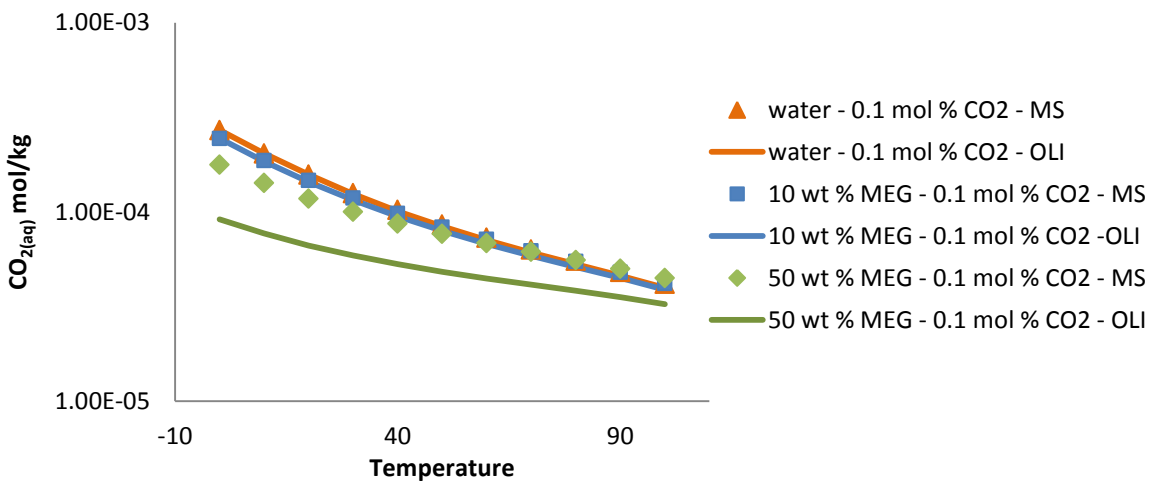 1.00E-03
1.00E-04
1.00E-05
CO2(aq) mol/kg
-10
40
90
Temperature
water - 0.1 mol % CO2 - MS
water - 0.1 mol % CO2 - OLI
10 wt % MEG - 0.1 mol % CO2 - MS
10 wt % MEG - 0.1 mol % CO2 -OLI
50 wt % MEG - 0.1 mol % CO2 - MS
50 wt % MEG - 0.1 mol % CO2 - OLI